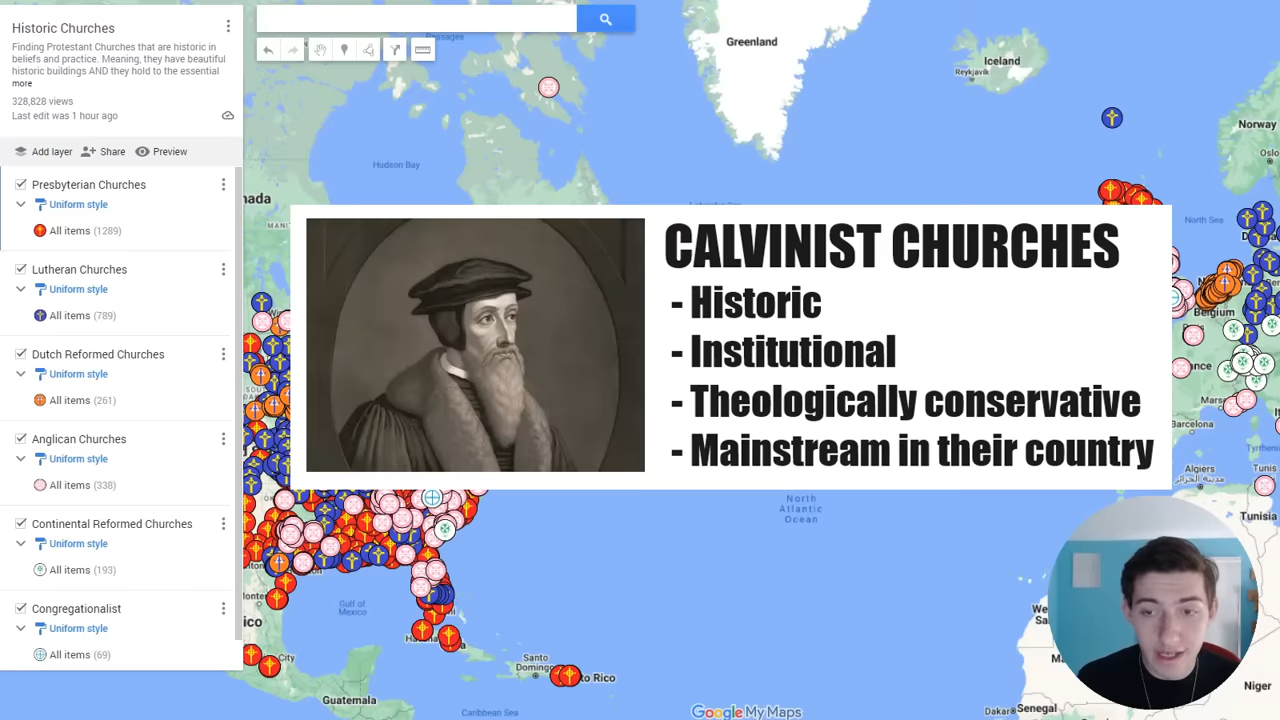 Historic Churches
Finding Protestant Churches that are historic in
beliefs and practice. Meaning, they have beautiful
historic buildings AND they hold to the essential
more
328,828 views
Last edit was 1 hour ago
Add layer
Share
Preview
Presbyterian Churches
Uniform style
All items (1289)
Lutheran Churches
Uniform style
All items (789)
Dutch Reformed Churches
Uniform style
All items (261)
Anglican Churches
Uniform style
All items (338)
Continental Reformed Churches
Uniform style
All items (193)
Congregationalist
Uniform style
All items (69)
CALVINIST CHURCHES
- Historic
- Institutional
- Theologically conservative
- Mainstream in their country
Greenland
Iceland
Reykjavik
Norway
Oslo
Hudson Bay
North Sea
Belgium
Barcelona
Algiers
Tunis
Tunisia
North
Atlantic
Ocean
Gulf of
Mexico
City
Guatemala
Santo
Domingo
to Rico
Caribbean Sea
Google My Maps
Dakar
Senegal
Niger